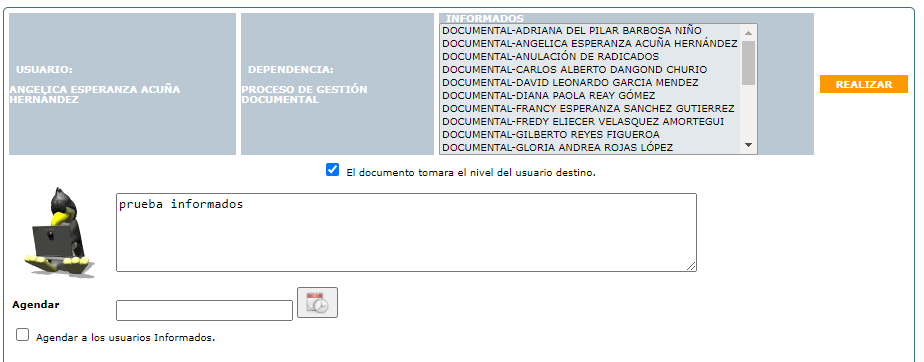 USUARIO:
ANGELICA ESPERANZA ACUÑA
HERNÁNDEZ
DEPENDENCIA:
PROCESO DE GESTIÓN
DOCUMENTAL
INFORMADOS
DOCUMENTAL-ADRIANA DEL PILAR BARBOSA NIÑO
DOCUMENTAL-ANGELICA ESPERANZA ACUÑA HERNÁNDEZ
DOCUMENTAL-ANULACIÓN DE RADICADOS
DOCUMENTAL-CARLOS ALBERTO DANGOND CHURIO
DOCUMENTAL-DAVID LEONARDO GARCIA MENDEZ
DOCUMENTAL-DIANA PAOLA REAY GÓMEZ
DOCUMENTAL-FRANCY ESPERANZA SANCHEZ GUTIERREZ
DOCUMENTAL-FREDY ELIECER VELASQUEZ AMORTEGUI
DOCUMENTAL-GILBERTO REYES FIGUEROA
DOCUMENTAL-GLORIA ANDREA ROJAS LÓPEZ
REALIZAR
El documento tomara el nivel del usuario destino.
prueba informados
Agendar
Agendar a los usuarios Informados.